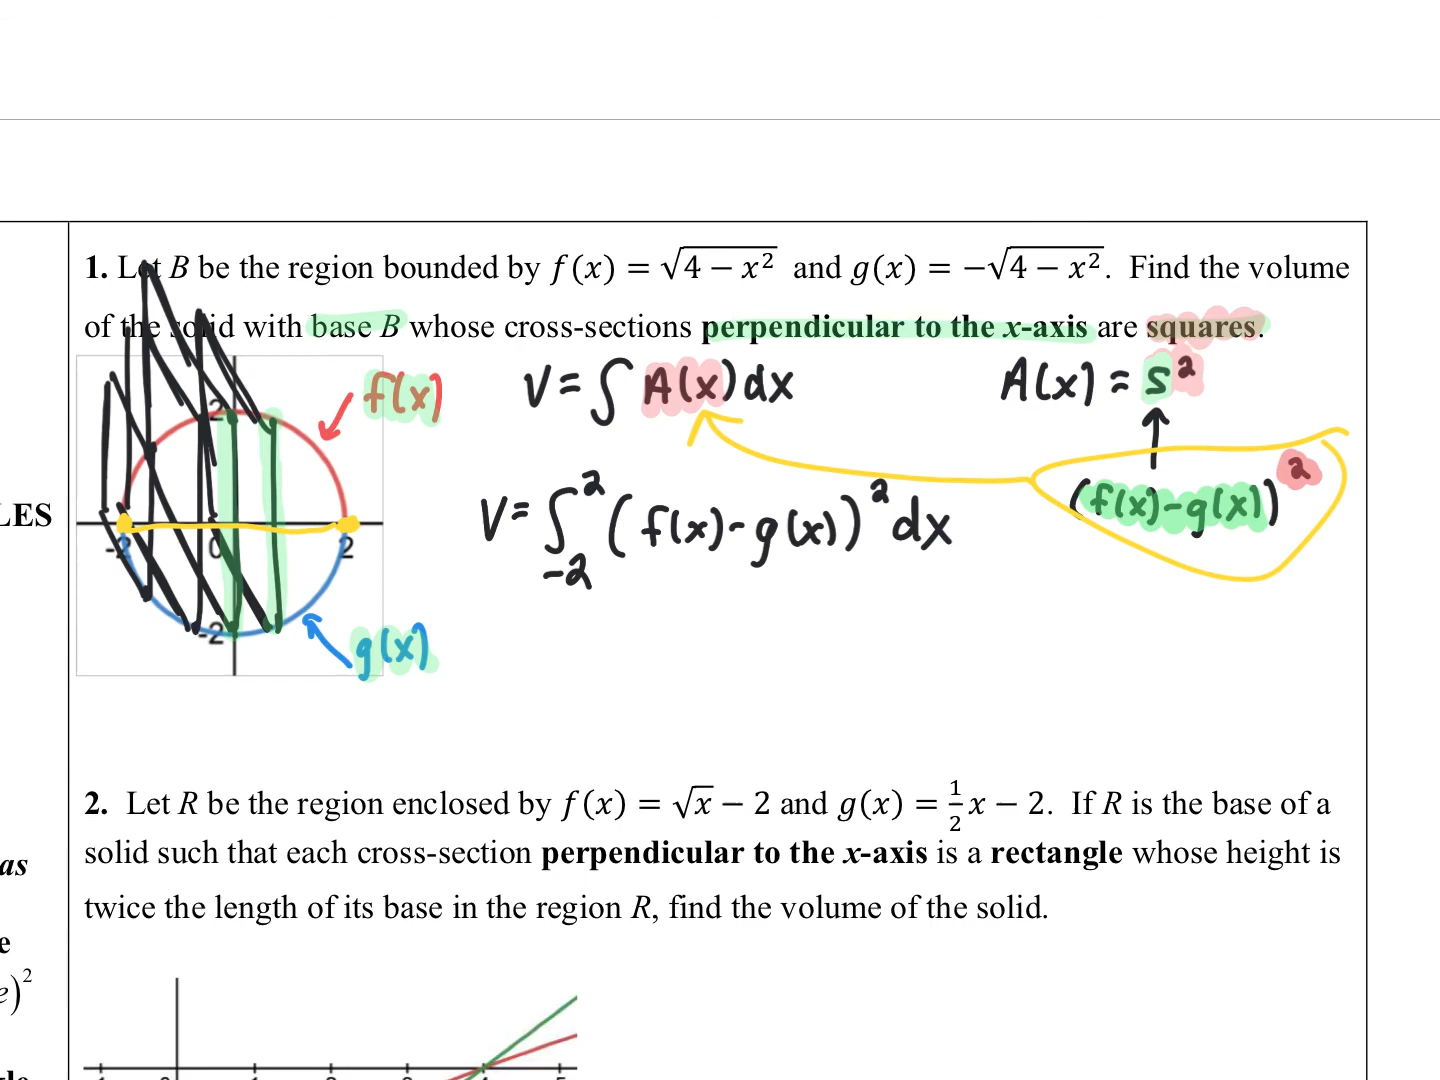 1. Let B be the region bounded by f(x) = √(4 − x²) and g(x) = −√(4 − x²). Find the volume
of the solid with base B whose cross-sections perpendicular to the x-axis are squares.
f(x)
V = ∫ A(x) dx
A(x) = s²
2
LES
-2
0
2
V = ∫₋₂² (f(x) - g(x))² dx
(f(x) - g(x))²
-2
g(x)
2. Let R be the region enclosed by f(x) = √x − 2 and g(x) = ½x − 2. If R is the base of a
solid such that each cross-section perpendicular to the x-axis is a rectangle whose height is
as
twice the length of its base in the region R, find the volume of the solid.
e
e)²